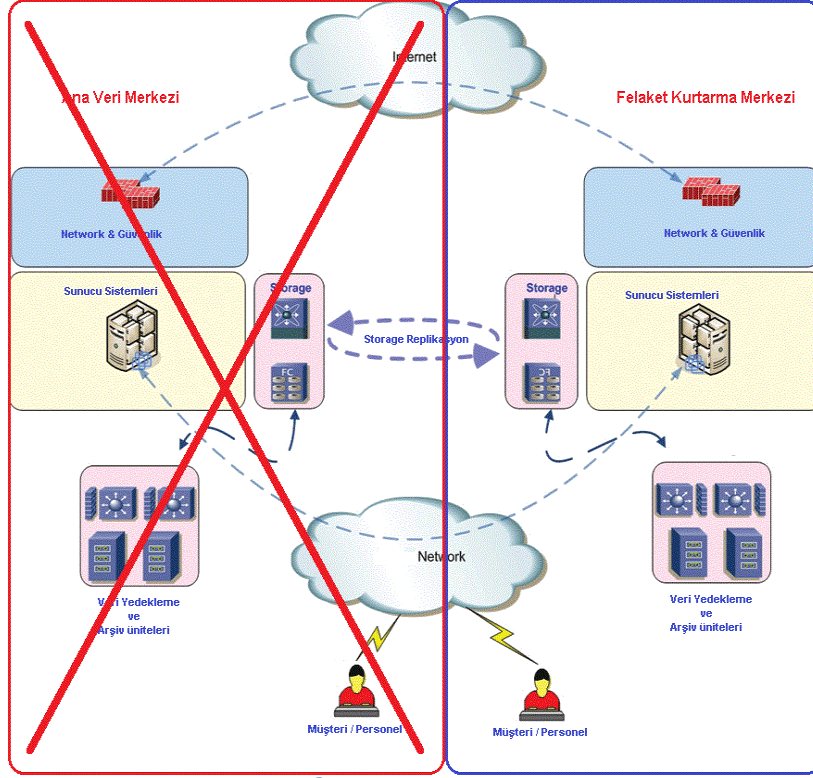 Internet
Ana Veri Merkezi
Felaket Kurtarma Merkezi
Network & Güvenlik
Network & Güvenlik
Sunucu Sistemleri
Storage
Storage
Sunucu Sistemleri
Storage Replikasyon
FC
Network
Veri Yedekleme
ve
Arşiv üniteleri
Veri Yedekleme
ve
Arşiv üniteleri
Müşteri / Personel
Müşteri / Personel